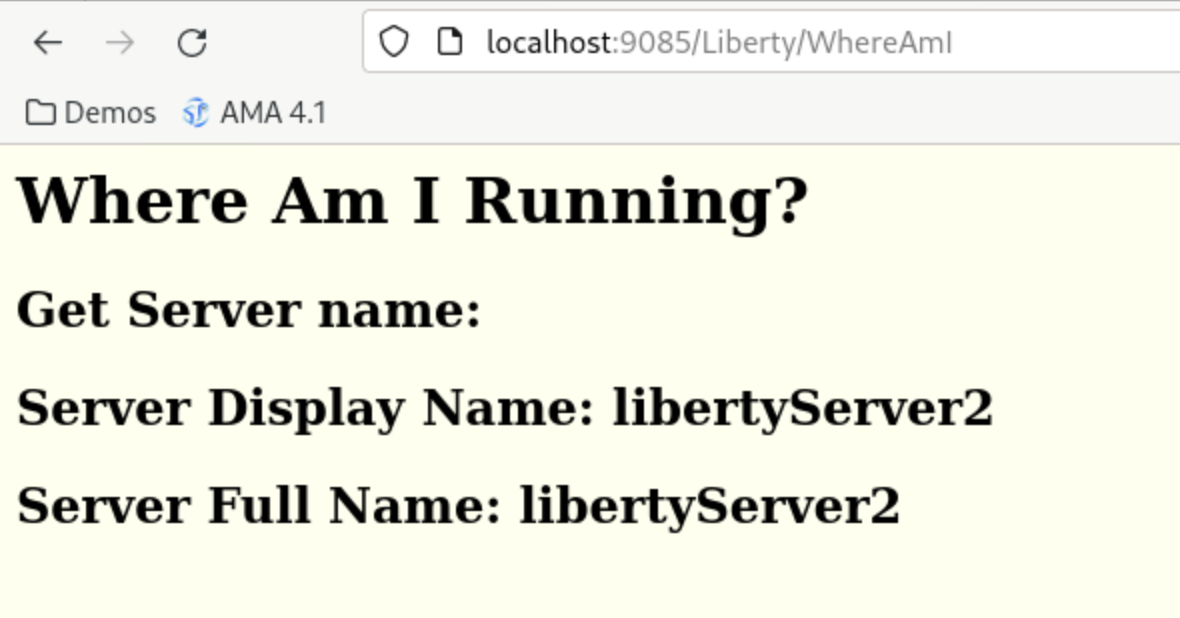 localhost:9085/Liberty/WhereAmI
Demos AMA 4.1
Where Am I Running?
Get Server name:
Server Display Name: libertyServer2
Server Full Name: libertyServer2